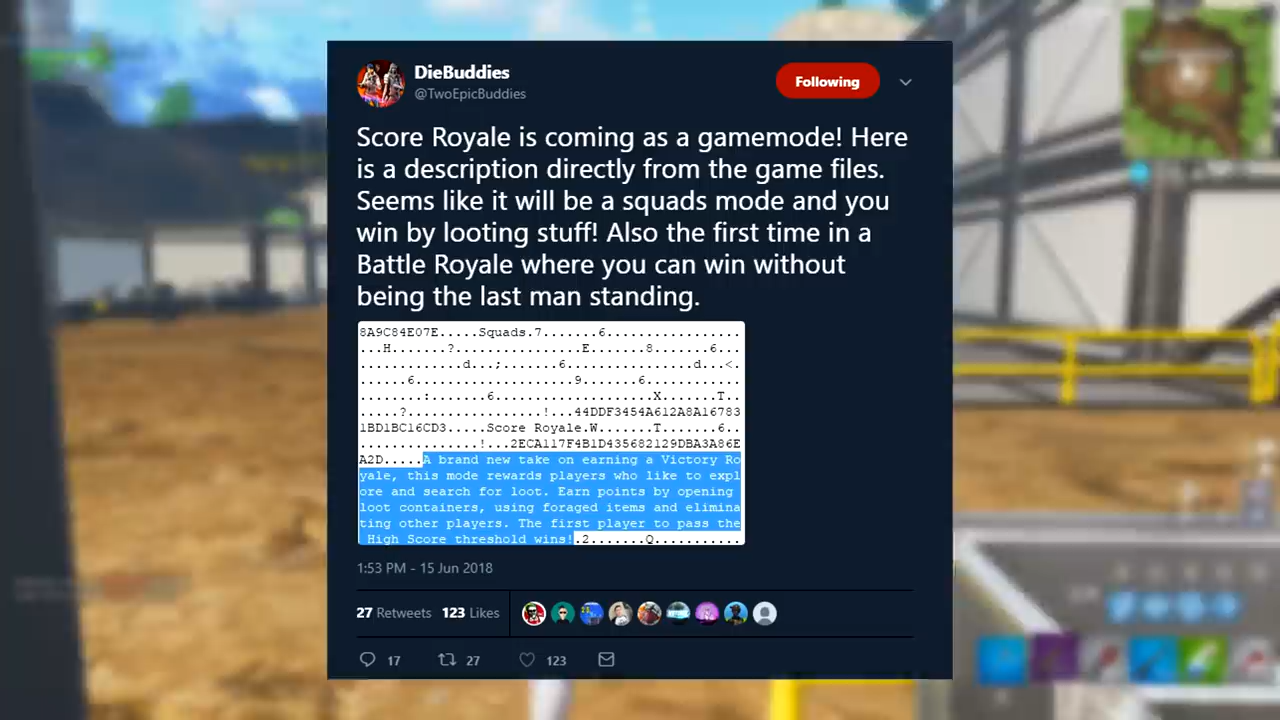 DieBuddies
@TwoEpicBuddies
Following
Score Royale is coming as a gamemode! Here
is a description directly from the game files.
Seems like it will be a squads mode and you
win by looting stuff! Also the first time in a
Battle Royale where you can win without
being the last man standing.
8A9C84E07E.....Squads.7.......6.................
...H.......?................E.......8.......6...
.............d...;.......6................d...<.
......6....................9.......6............
........:.......6....................X.......T..
.....?.................!...44DDF3454A612A8A16783
1BD1BC16CD3.....Score Royale.W.......T.......6..
...............!...2ECA117F4B1D435682129DBA3A86E
A2D.....A brand new take on earning a Victory Ro
yale, this mode rewards players who like to expl
ore and search for loot. Earn points by opening
loot containers, using foraged items and elimina
ting other players. The first player to pass the
High Score threshold wins!.2.......Q...........
1:53 PM - 15 Jun 2018
27 Retweets 123 Likes
17 27 123